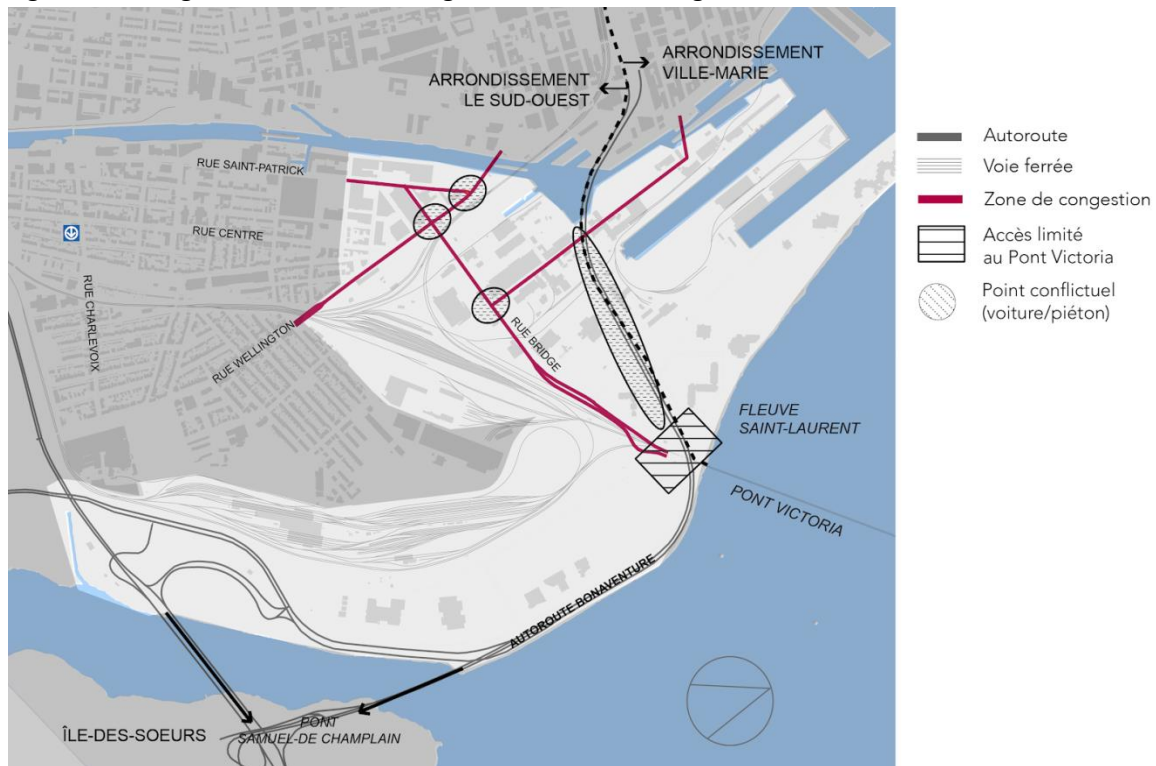 ARRONDISSEMENT
VILLE-MARIE
ARRONDISSEMENT
LE SUD-OUEST
RUE SAINT-PATRICK
RUE CENTRE
RUE CHARLEVOIX
RUE WELLINGTON
RUE BRIDGE
FLEUVE
SAINT-LAURENT
PONT VICTORIA
AUTOROUTE BONAVENTURE
ÎLE-DES-SOEURS
PONT
SAMUEL-DE CHAMPLAIN
Autoroute
Voie ferrée
Zone de congestion
Accès limité
au Pont Victoria
Point conflictuel
(voiture/piéton)